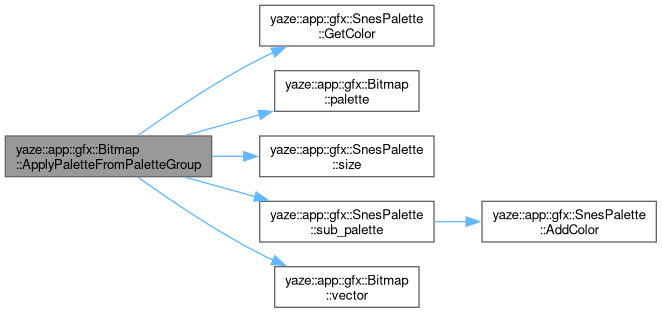 yaze::app::gfx::SnesPalette
::GetColor
yaze::app::gfx::Bitmap
::palette
yaze::app::gfx::Bitmap
::ApplyPaletteFromPaletteGroup
yaze::app::gfx::SnesPalette
::size
yaze::app::gfx::SnesPalette
::sub_palette
yaze::app::gfx::SnesPalette
::AddColor
yaze::app::gfx::Bitmap
::vector